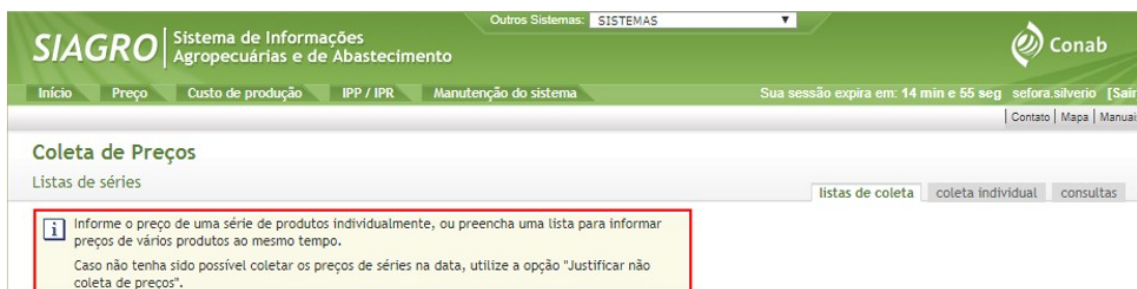 Outros Sistemas: SISTEMAS
SIAGRO Sistema de Informações
Agropecuárias e de Abastecimento
Conab
Início Preço Custo de produção IPP / IPR Manutenção do sistema Sua sessão expira em: 14 min e 55 seg sefora.silverio [Sair
Contato | Mapa | Manuai
Coleta de Preços
Listas de séries
listas de coleta coleta individual consultas
i Informe o preço de uma série de produtos individualmente, ou preencha uma lista para informar
preços de vários produtos ao mesmo tempo.
Caso não tenha sido possível coletar os preços de séries na data, utilize a opção "Justificar não
coleta de preços".